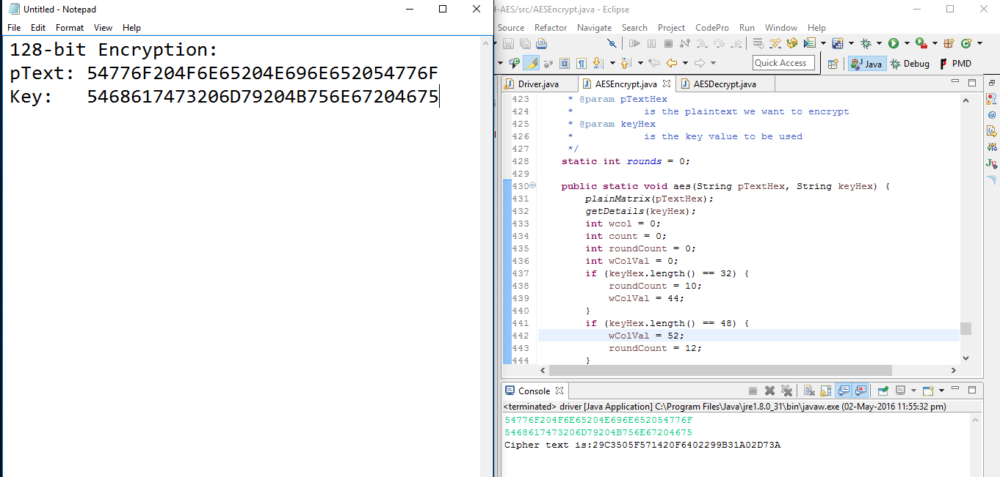 Untitled - Notepad
File Edit Format View Help
128-bit Encryption:
pText: 54776F204F6E65204E696E652054776F
Key: 5468617473206D79204B756E67204675
-AES/src/AESEncrypt.java - Eclipse
Source Refactor Navigate Search Project CodePro Run Window Help
Quick Access Java Debug PMD
Driver.java AESEncrypt.java AESDecrypt.java
423 * @param pTextHex
424 * is the plaintext we want to encrypt
425 * @param keyHex
426 * is the key value to be used
427 */
428 static int rounds = 0;
429
430 public static void aes(String pTextHex, String keyHex) {
431 plainMatrix(pTextHex);
432 getDetails(keyHex);
433 int wcol = 0;
434 int count = 0;
435 int roundCount = 0;
436 int wColVal = 0;
437 if (keyHex.length() == 32) {
438 roundCount = 10;
439 wColVal = 44;
440 }
441 if (keyHex.length() == 48) {
442 wColVal = 52;
443 roundCount = 12;
444 }
Console
<terminated> driver [Java Application] C:\Program Files\Java\jre1.8.0_31\bin\javaw.exe (02-May-2016 11:55:32 pm)
54776F204F6E65204E696E652054776F
5468617473206D79204B756E67204675
Cipher text is:29C3505F571420F6402299B31A02D73A